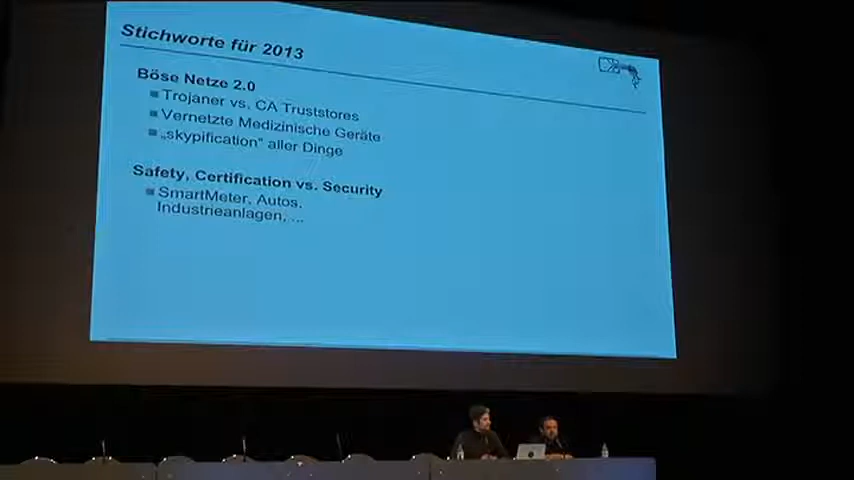 Stichworte für 2013
Böse Netze 2.0
Trojaner vs. CA Truststores
Vernetzte Medizinische Geräte
„skypification" aller Dinge
Safety, Certification vs. Security
SmartMeter, Autos,
Industrieanlagen, ...